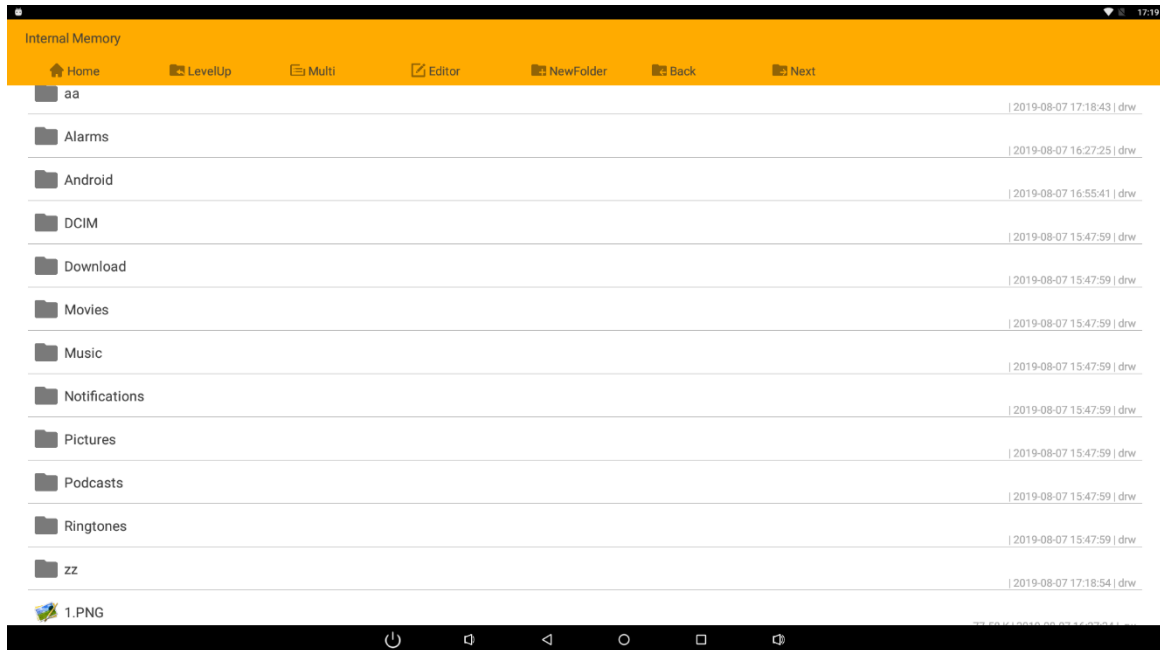 17:19
Internal Memory
Home LevelUp Multi Editor NewFolder Back Next
aa
| 2019-08-07 17:18:43 | drw
Alarms
| 2019-08-07 16:27:25 | drw
Android
| 2019-08-07 16:55:41 | drw
DCIM
| 2019-08-07 15:47:59 | drw
Download
| 2019-08-07 15:47:59 | drw
Movies
| 2019-08-07 15:47:59 | drw
Music
| 2019-08-07 15:47:59 | drw
Notifications
| 2019-08-07 15:47:59 | drw
Pictures
| 2019-08-07 15:47:59 | drw
Podcasts
| 2019-08-07 15:47:59 | drw
Ringtones
| 2019-08-07 15:47:59 | drw
zz
| 2019-08-07 17:18:54 | drw
1.PNG